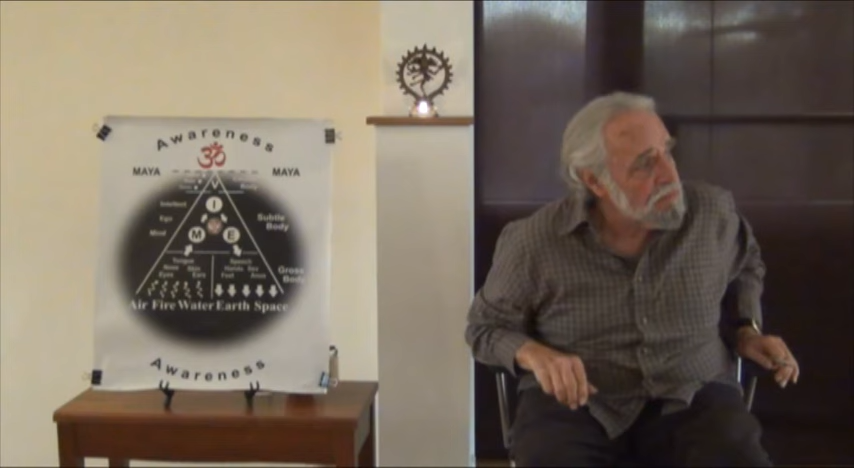 Awareness
ॐ
MAYA MAYA
I
Intellect
Ego
Mind
Subtle
Body
M E
Tongue
Nose Skin
Eyes Ears
Speech
Hands Sex
Feet Anus
Gross
Body
Air Fire Water Earth Space
Awareness